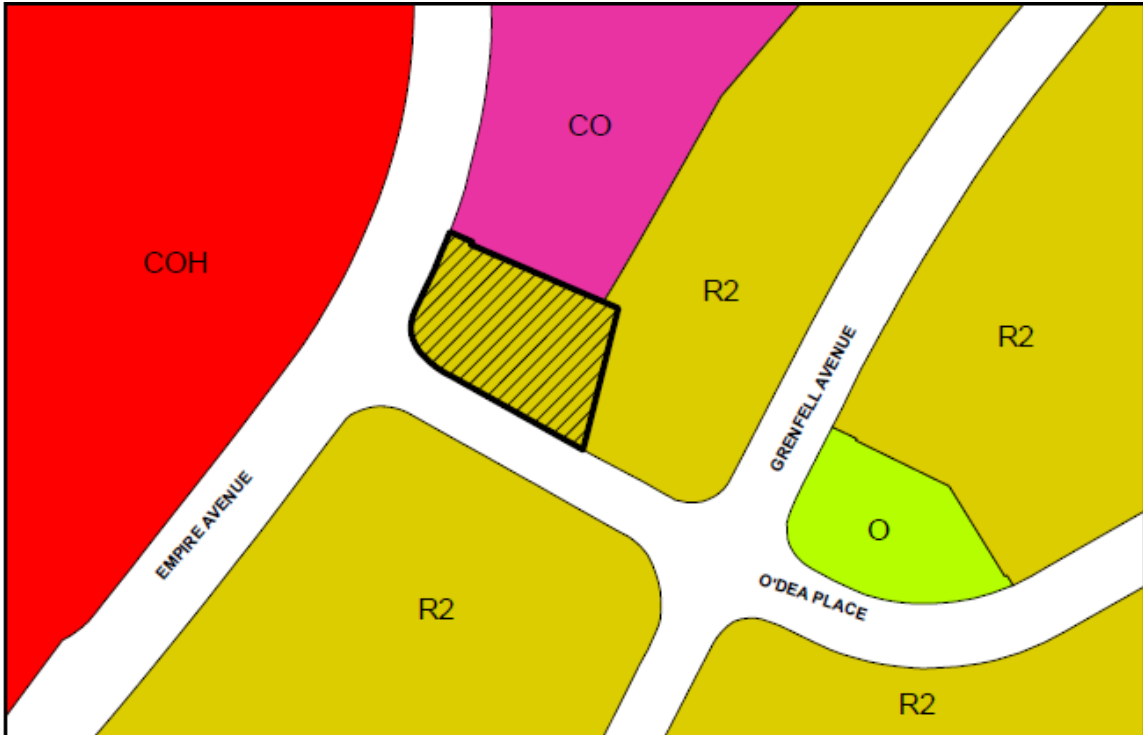 CO
COH
R2
R2
GRENFELL AVENUE
EMPIRE AVENUE
O
O'DEA PLACE
R2
R2